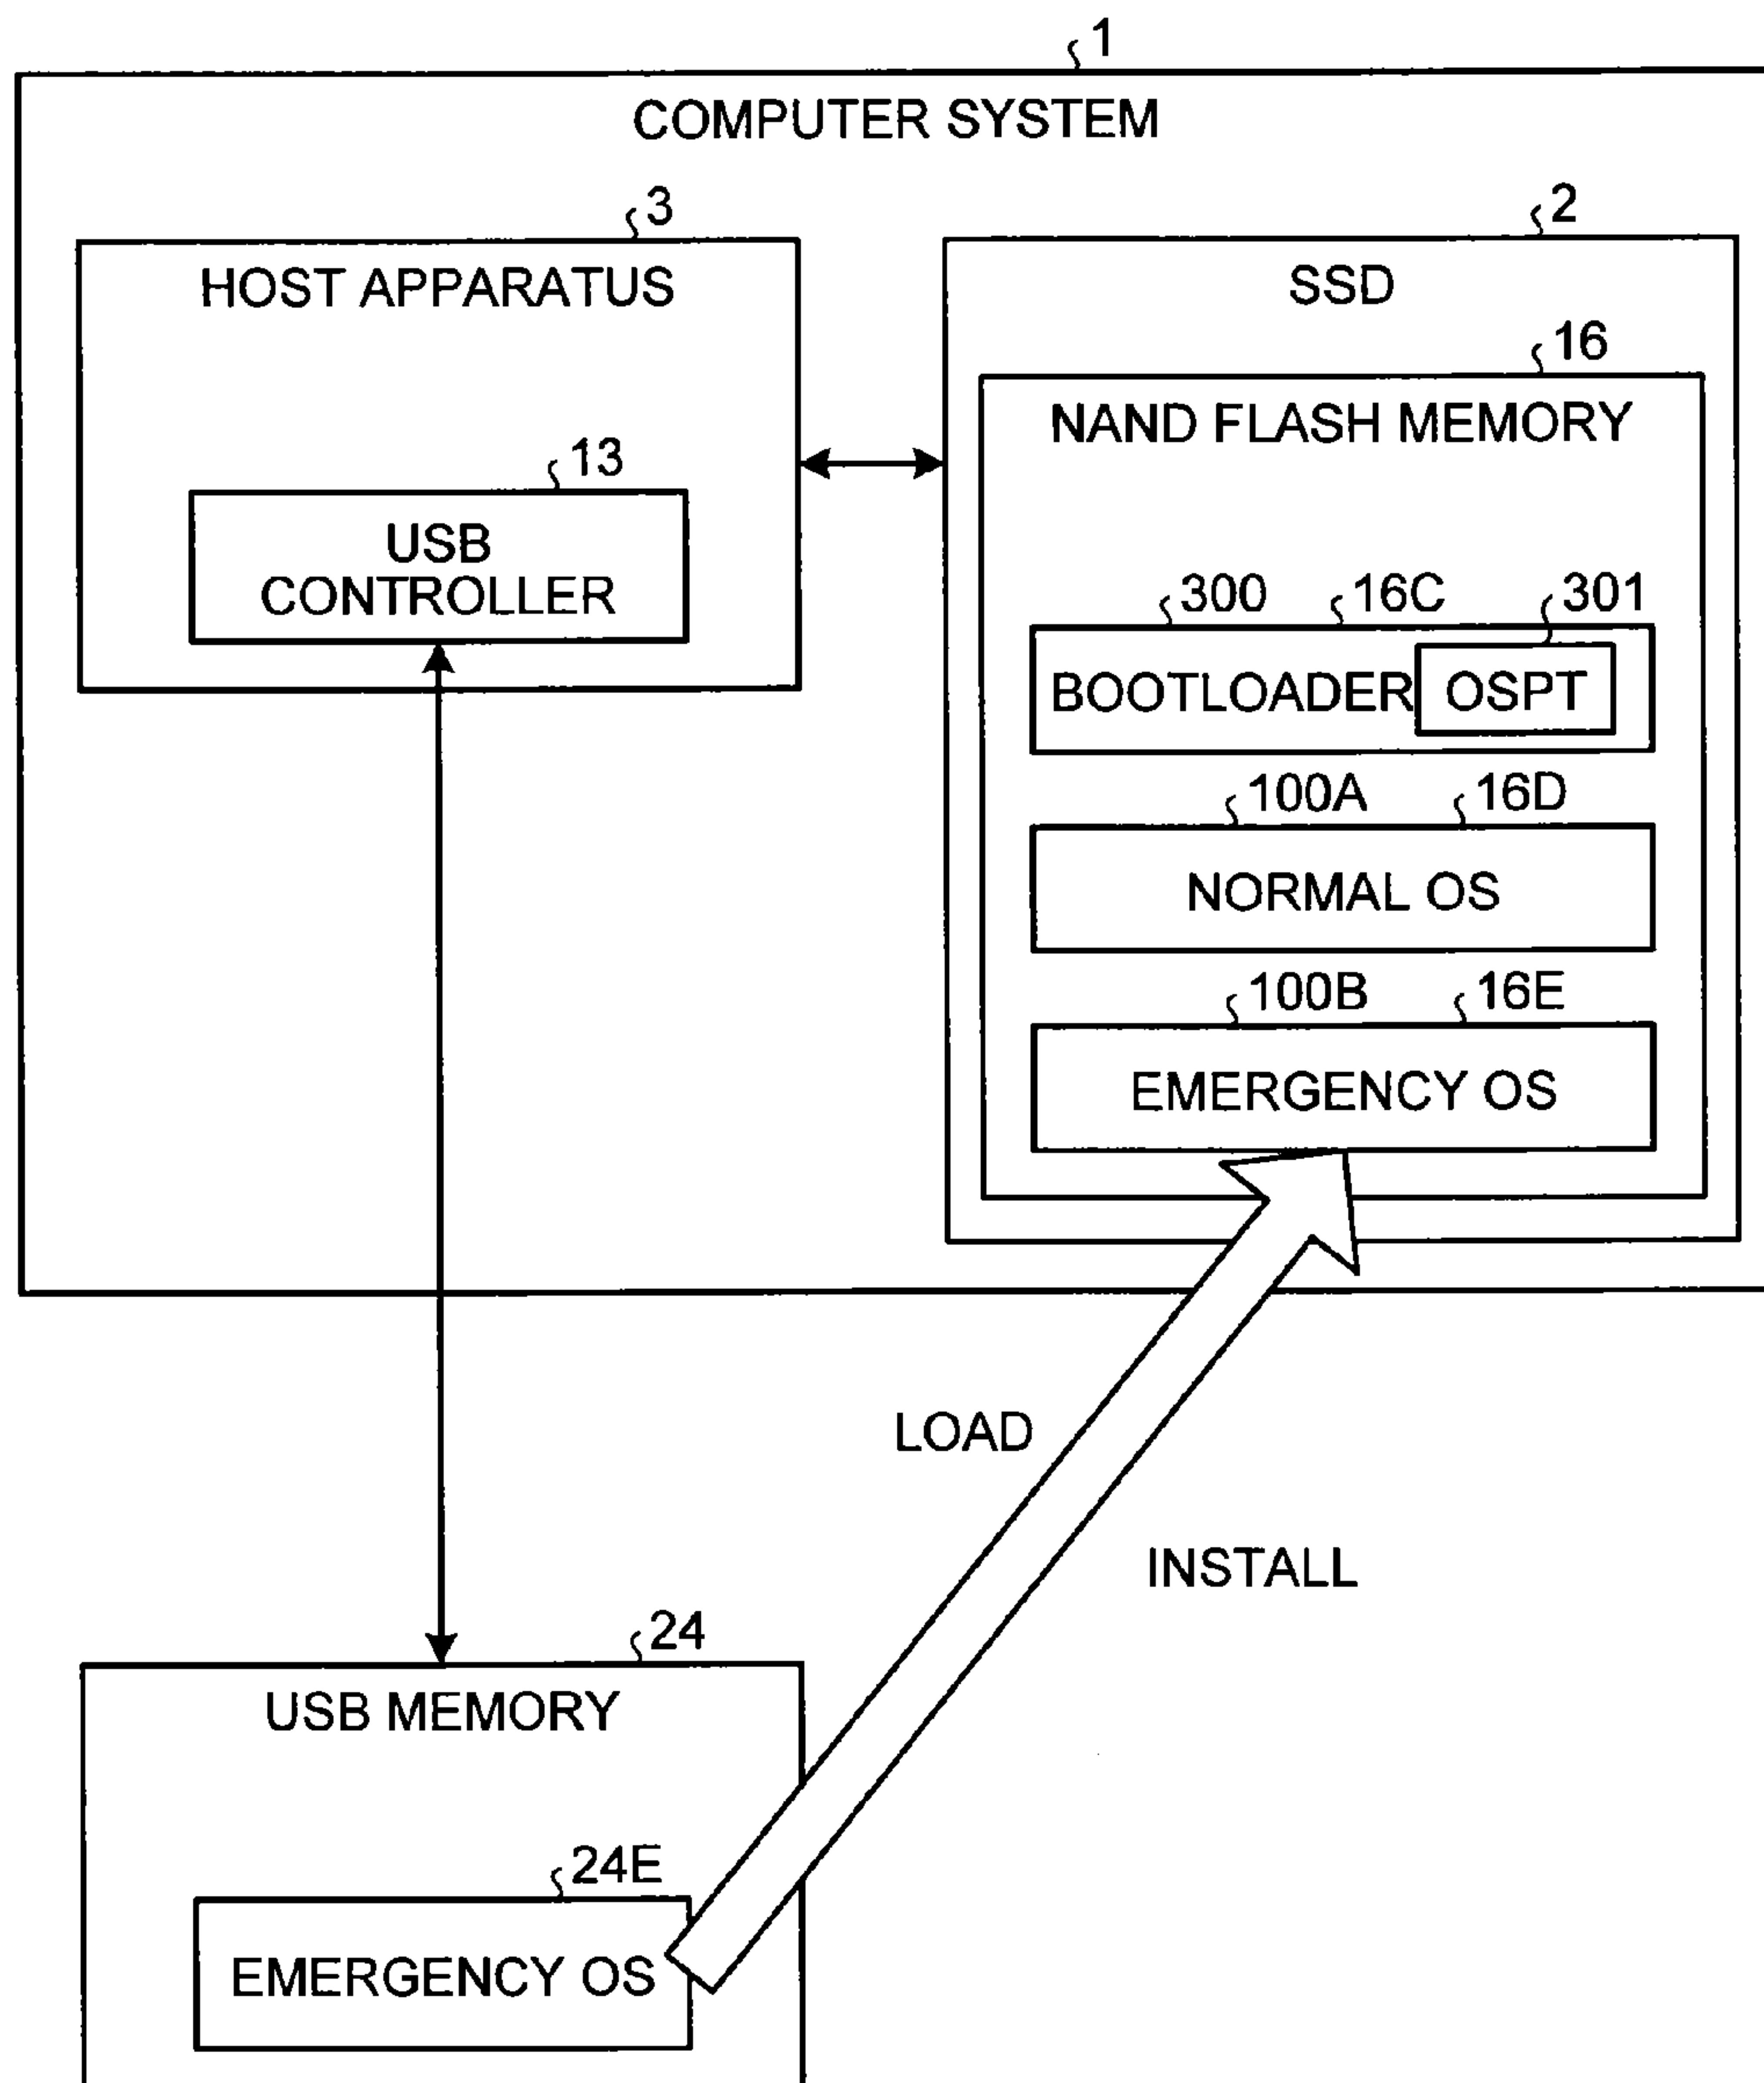 1
COMPUTER SYSTEM
3
2
HOST APPARATUS
SSD
16
NAND FLASH MEMORY
13
USB
CONTROLLER
300 16C 301
BOOTLOADER OSPT
100A 16D
NORMAL OS
100B 16E
EMERGENCY OS
LOAD
INSTALL
24
USB MEMORY
24E
EMERGENCY OS